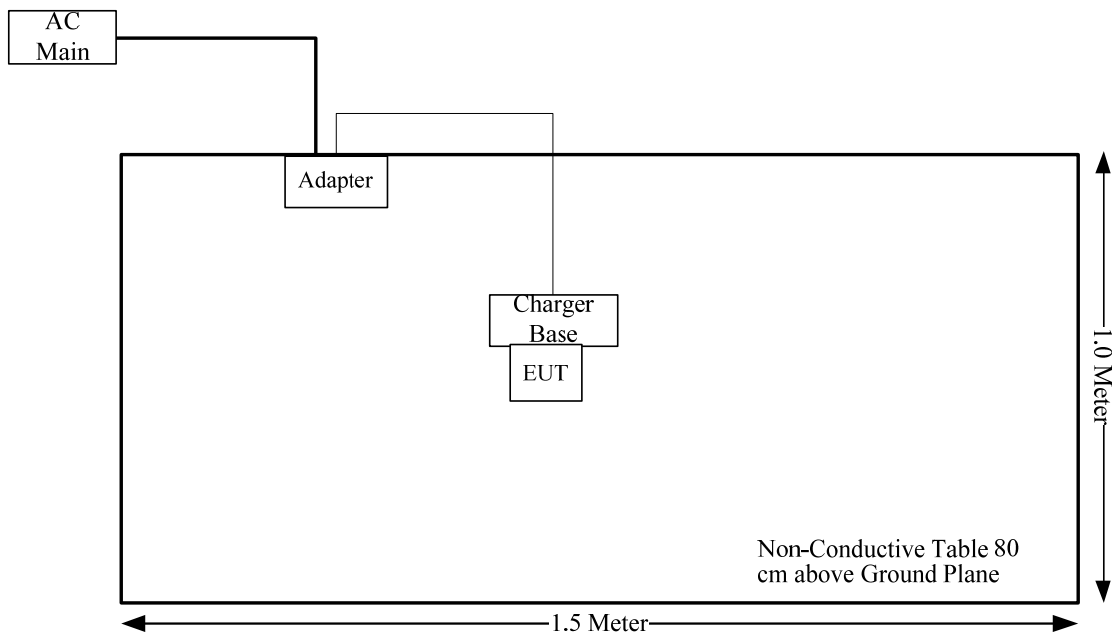 AC
Main
Adapter
Charger
Base
EUT
1.0 Meter
Non-Conductive Table 80
cm above Ground Plane
1.5 Meter